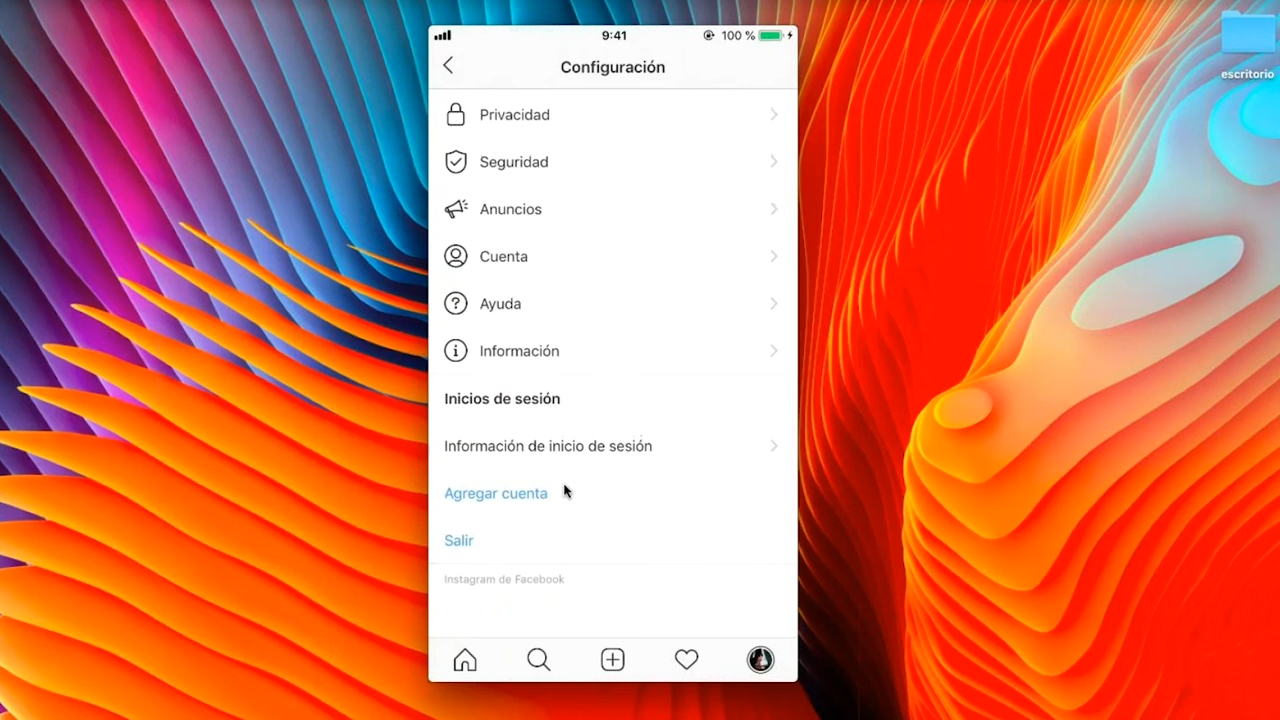 9:41
100 %
Configuración
Privacidad
Seguridad
Anuncios
Cuenta
Ayuda
Información
Inicios de sesión
Información de inicio de sesión
Agregar cuenta
Salir
Instagram de Facebook
escritorio